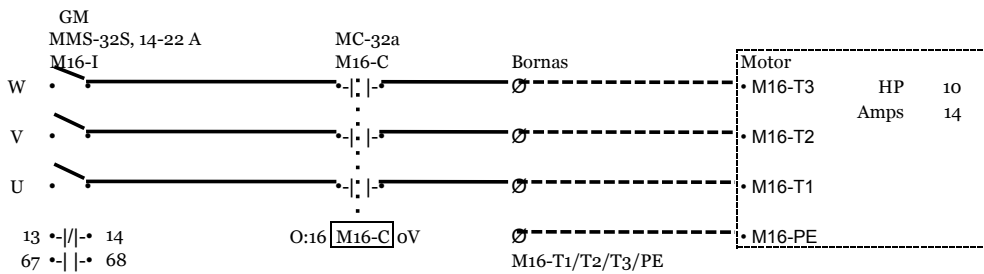 GM
MMS-32S, 14-22 A MC-32a
M16-I M16-C Bornas Motor
W M16-T3 HP 10
Amps 14
V M16-T2
U M16-T1
13 14 O:16 M16-C 0V M16-PE
67 68 M16-T1/T2/T3/PE